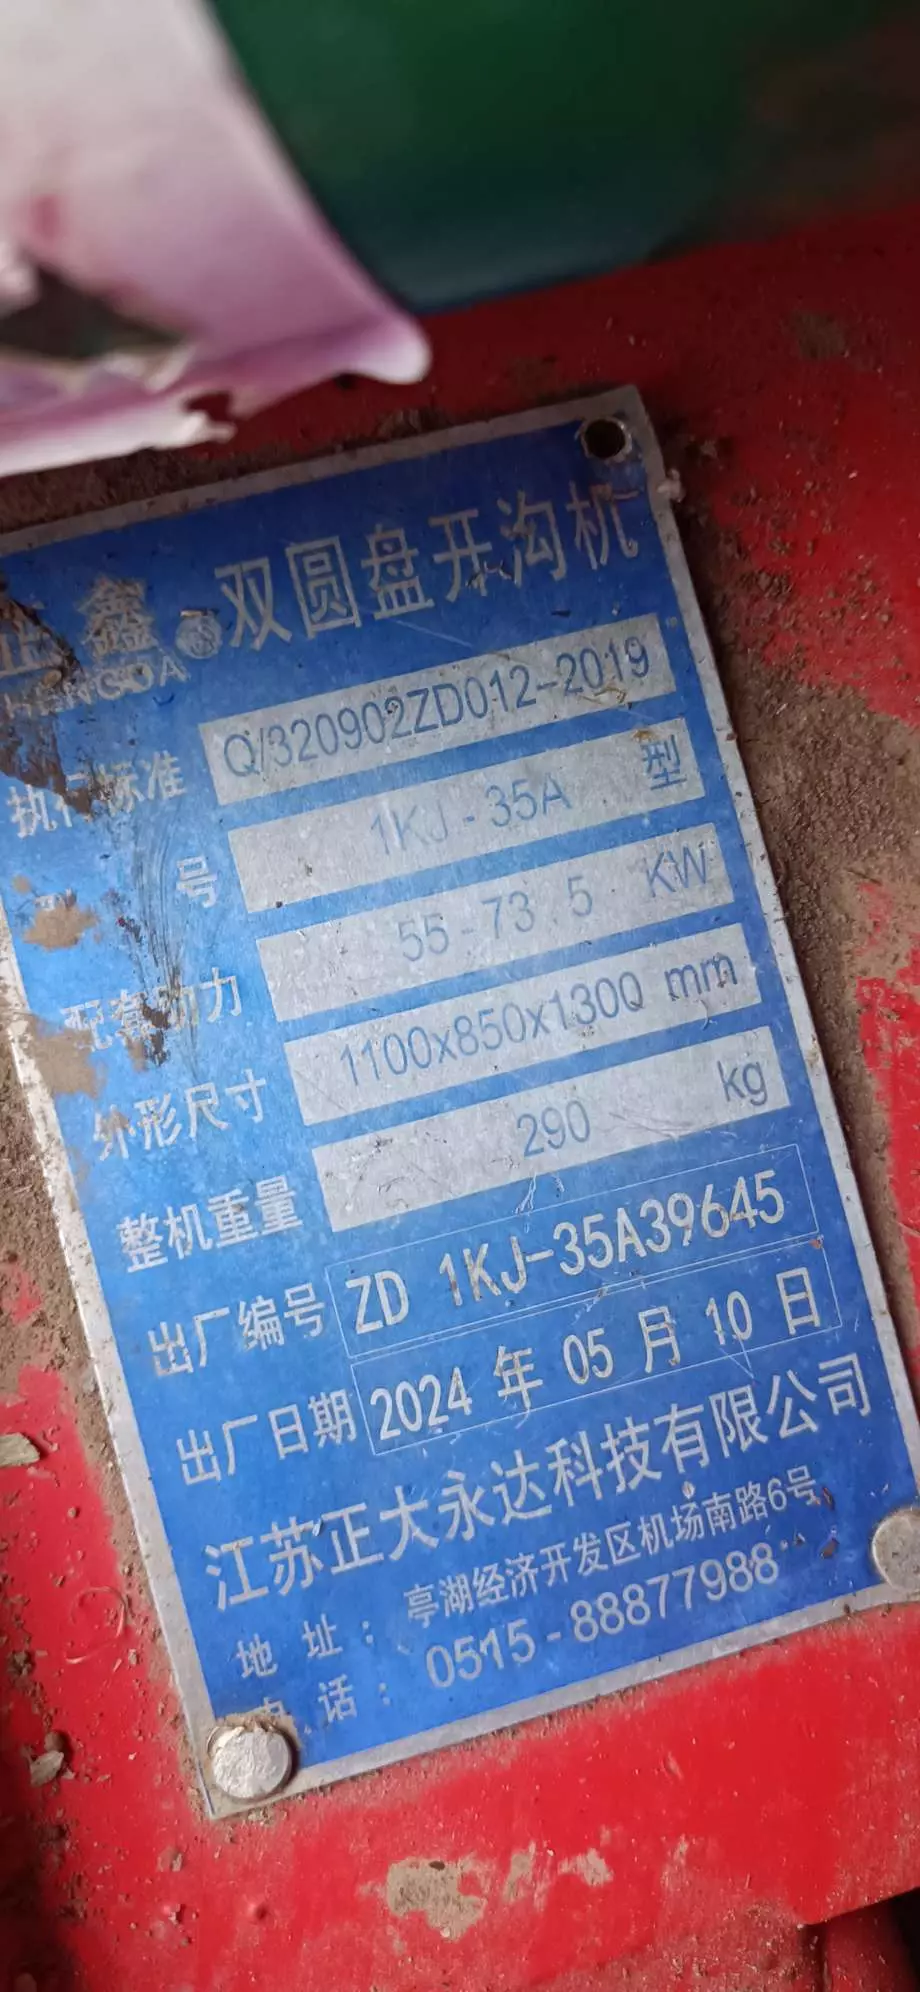 正鑫 双圆盘开沟机
执行标准 Q/320902ZD012-2019
号 1KJ-35A 型
配套动力 55-73 5 KW
外形尺寸 1100x850x1300 mm
整机重量 290 kg
出厂编号 ZD 1KJ-35A39645
出厂日期 2024 年 05 月 10 日
江苏正大永达科技有限公司
地 址： 亭湖经济开发区机场南路6号
电 话： 0515-88877988